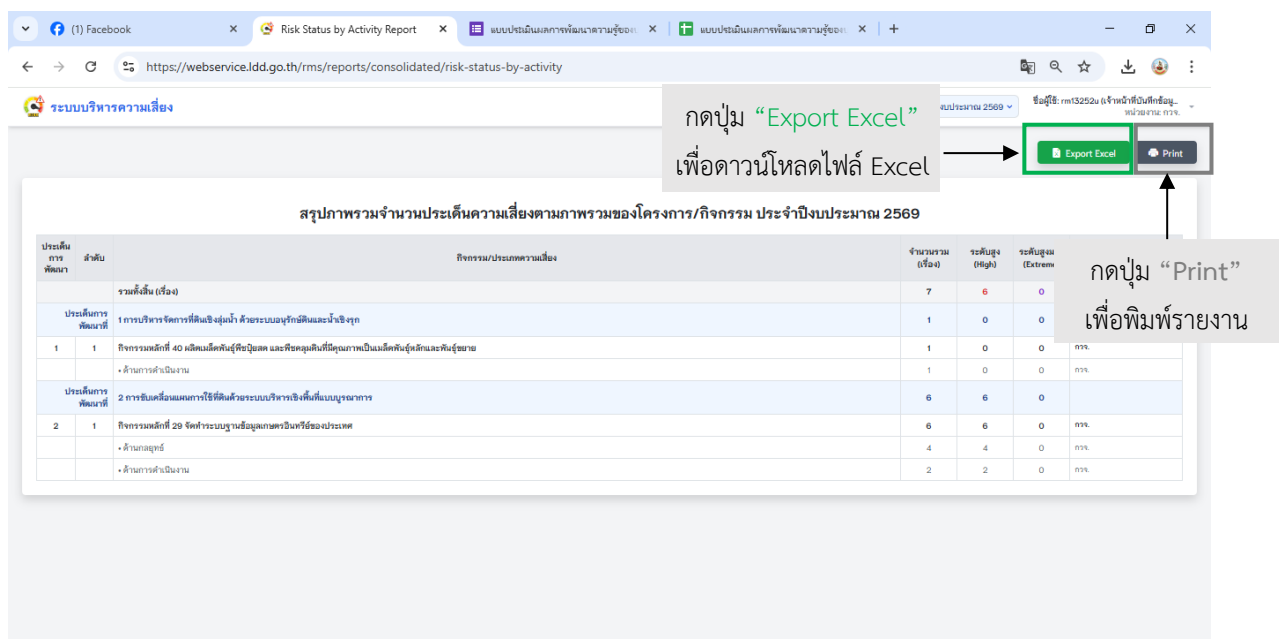 (1) Facebook
Risk Status by Activity Report
แบบประเมินผลการพัฒนาความรู้ของ
แบบประเมินผลการพัฒนาความรู้ของ
https://webservice.ldd.go.th/rms/reports/consolidated/risk-status-by-activity
ระบบบริหารความเสี่ยง
งบประมาณ 2569
ชื่อผู้ใช้: rm13252u (เจ้าหน้าที่บันทึกข้อมู...
หน่วยงาน: กวจ.
กดปุ่ม “Export Excel”
เพื่อดาวน์โหลดไฟล์ Excel
Export Excel
Print
สรุปภาพรวมจำนวนประเด็นความเสี่ยงตามภาพรวมของโครงการ/กิจกรรม ประจำปีงบประมาณ 2569
กดปุ่ม “Print”
เพื่อพิมพ์รายงาน
ประเด็นการพัฒนา ลำดับ กิจกรรม/ประเภทความเสี่ยง จำนวนรวม (เรื่อง) ระดับสูง (High) ระดับสูงม (Extrem
รวมทั้งสิ้น (เรื่อง) 7 6 0
ประเด็นการพัฒนาที่ 1 การบริหารจัดการที่ดินเชิงลุ่มน้ำ ด้วยระบบอนุรักษ์ดินและน้ำเชิงรุก 1 0 0
1 1 กิจกรรมหลักที่ 40 ผลิตเมล็ดพันธุ์พืชปุ๋ยสด และพืชคลุมดินที่มีคุณภาพเป็นเมล็ดพันธุ์หลักและพันธุ์ขยาย 1 0 0 กวจ.
• ด้านการดำเนินงาน 1 0 0 กวจ.
ประเด็นการพัฒนาที่ 2 การขับเคลื่อนแผนการใช้ที่ดินด้วยระบบบริหารเชิงพื้นที่แบบบูรณาการ 6 6 0
2 1 กิจกรรมหลักที่ 29 จัดทำระบบฐานข้อมูลเกษตรอินทรีย์ของประเทศ 6 6 0 กวจ.
• ด้านกลยุทธ์ 4 4 0 กวจ.
• ด้านการดำเนินงาน 2 2 0 กวจ.